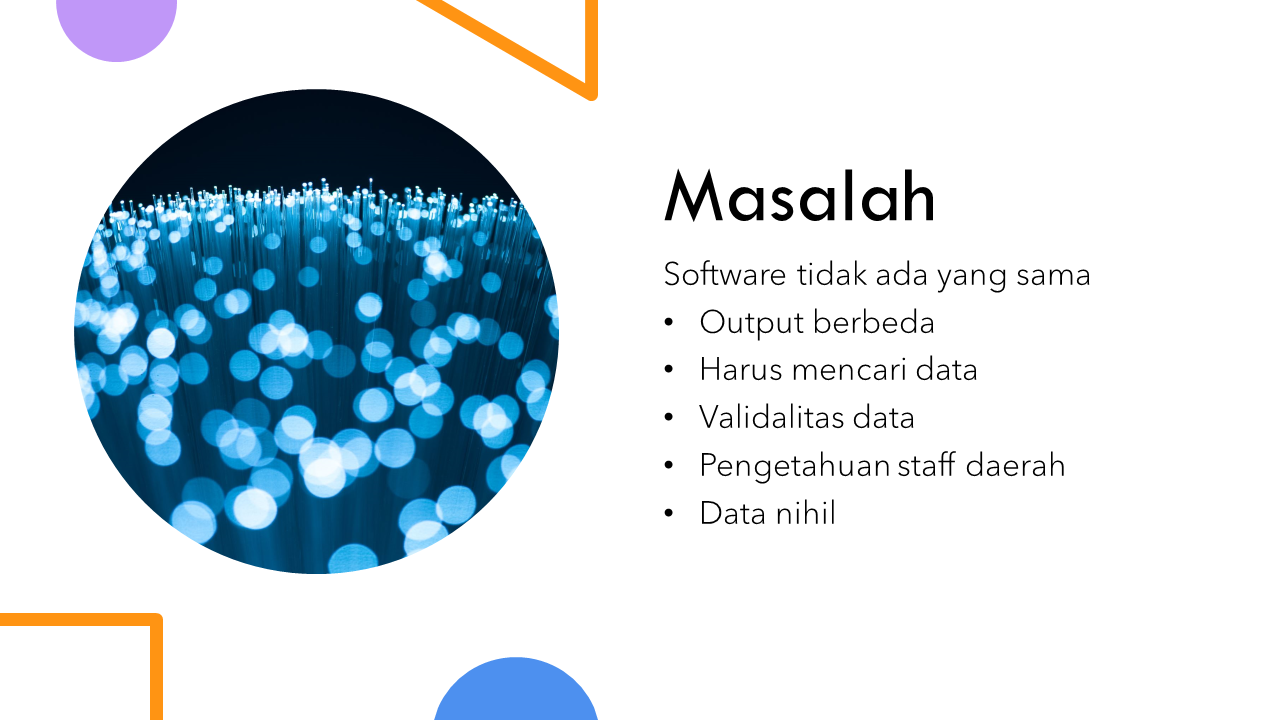 Masalah
Software tidak ada yang sama
• Output berbeda
• Harus mencari data
• Validalitas data
• Pengetahuan staff daerah
• Data nihil